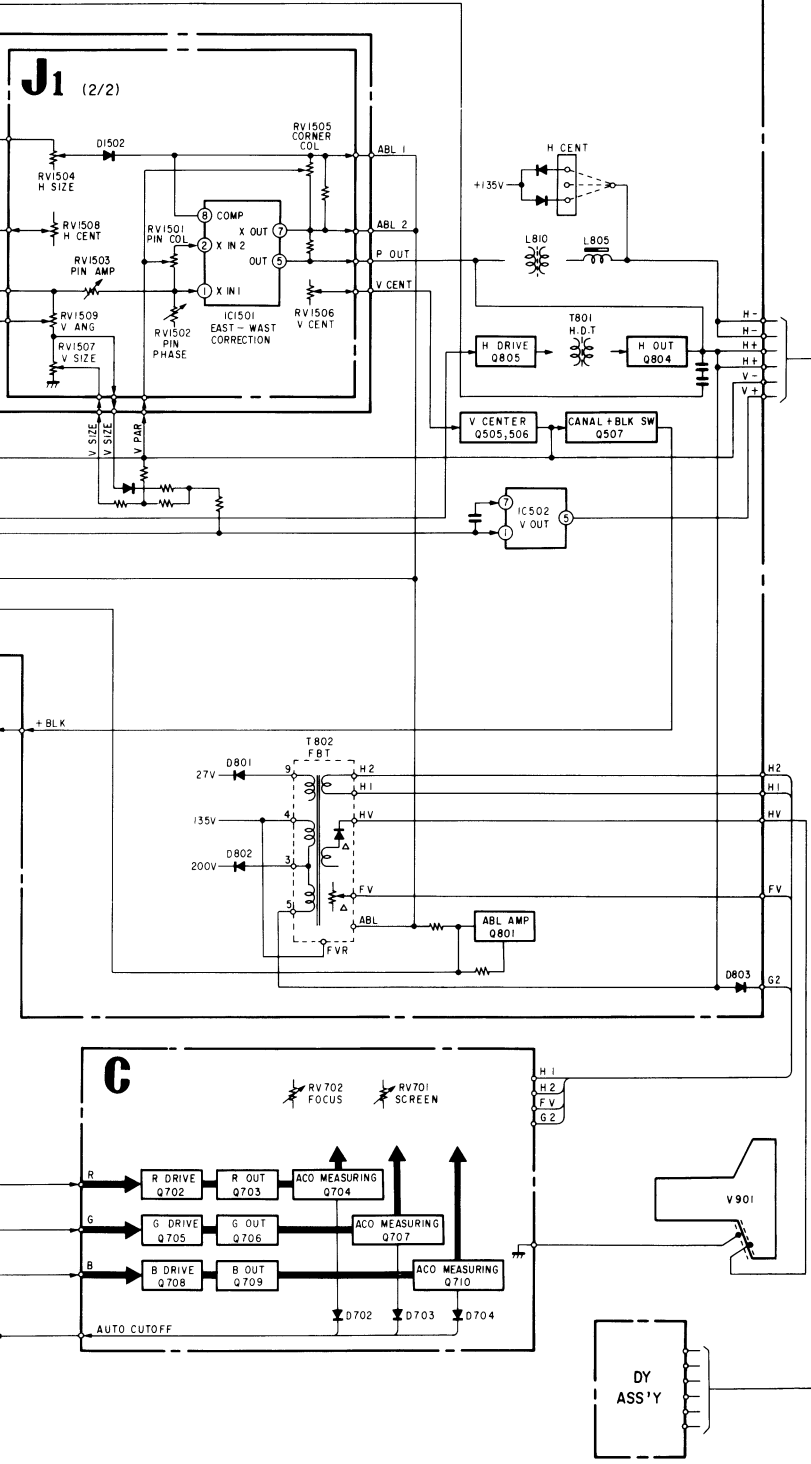 J1 (2/2)
RV1505
CORNER
COL
D1502
ABL 1
RV1504
H SIZE
H CENT
+135V
8 COMP
RV1508
H CENT
RV1501
PIN COL
X OUT 7
ABL 2
2 X IN2
L810
L805
OUT 5
P OUT
RV1503
PIN AMP
V CENT
1 X IN1
IC1501
EAST-WAST
CORRECTION
RV1506
V CENT
RV1509
V ANG
RV1502
PIN
PHASE
T801
H.D.T
H-
H-
H+
H+
V-
V+
RV1507
V SIZE
H DRIVE
Q805
H OUT
Q804
V SIZE
V SIZE
V PAR
V CENTER
Q505,506
CANAL+BLK SW
Q507
7
IC502
V OUT
5
1
+BLK
T802
FBT
D801
27V
9
H2
H2
H1
H1
135V
4
HV
HV
D802
200V
3
FV
FV
5
ABL
ABL AMP
Q801
FVR
D803
G2
C
H1
H2
FV
G2
RV702
FOCUS
RV701
SCREEN
R
R DRIVE
Q702
R OUT
Q703
ACO MEASURING
Q704
V901
G
G DRIVE
Q705
G OUT
Q706
ACO MEASURING
Q707
B
B DRIVE
Q708
B OUT
Q709
ACO MEASURING
Q710
D702
D703
D704
AUTO CUTOFF
DY
ASS'Y